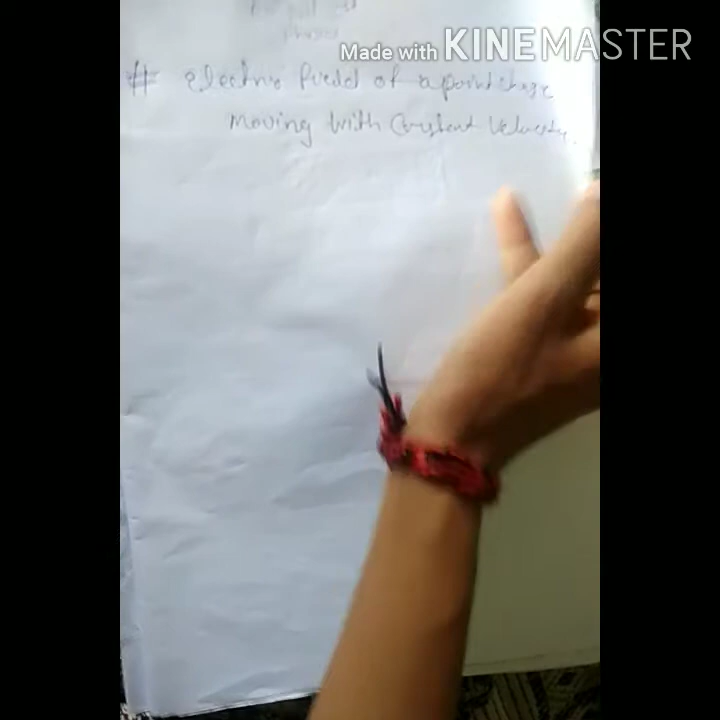 Made with KINEMASTER
# electric field of a point charge
moving with constant velocity.